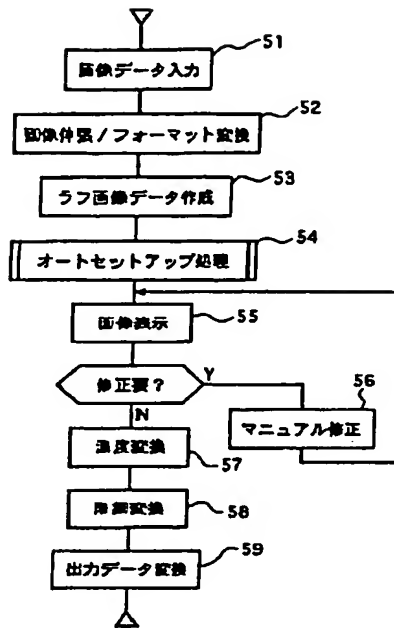 51
画像データ入力
52
画像伸張/フォーマット変換
53
ラフ画像データ作成
54
オートセットアップ処理
55
画像表示
修正要?
Y
56
N
マニュアル修正
濃度変換
57
階調変換
58
59
出力データ変換